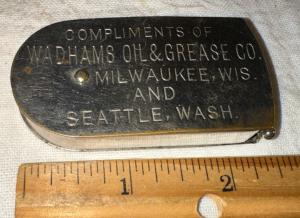 COMPLIMENTS OF
WADHAMS OIL & GREASE CO.
MILWAUKEE, WIS.
AND
SEATTLE, WASH.
1 2